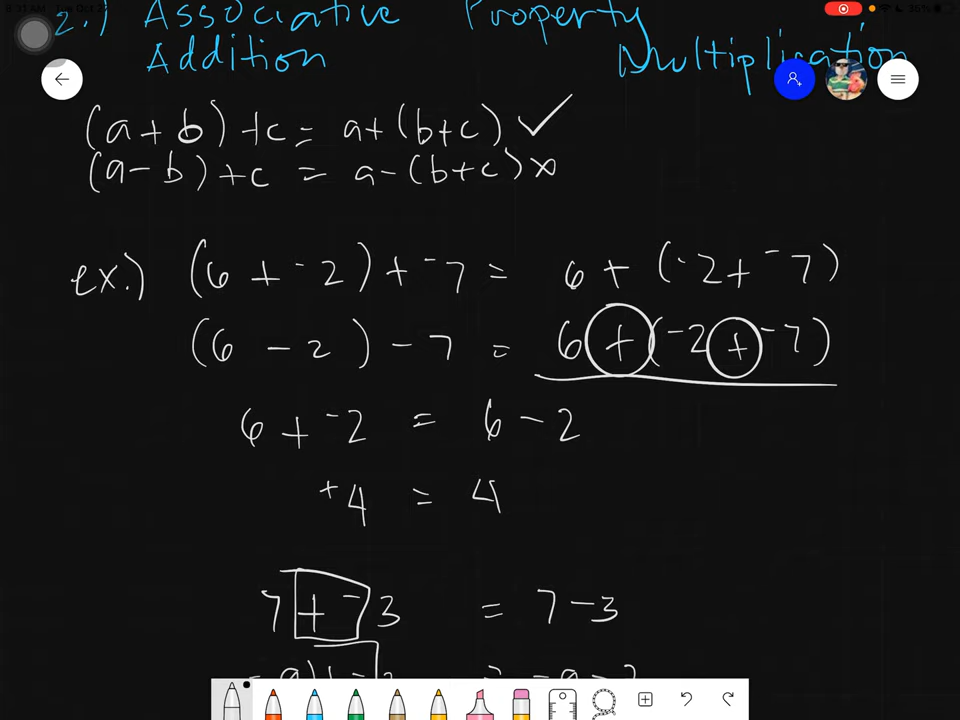 2.) Associative Property
Addition Multiplication
(a + b) + c = a + (b + c) ✓
(a - b) + c = a - (b + c) ×
ex.) (6 + ⁻2) + ⁻7 = 6 + (⁻2 + ⁻7)
(6 - 2) - 7 = 6 + (⁻2 + ⁻7)
6 + ⁻2 = 6 - 2
⁺4 = 4
7 + ⁻3 = 7 - 3